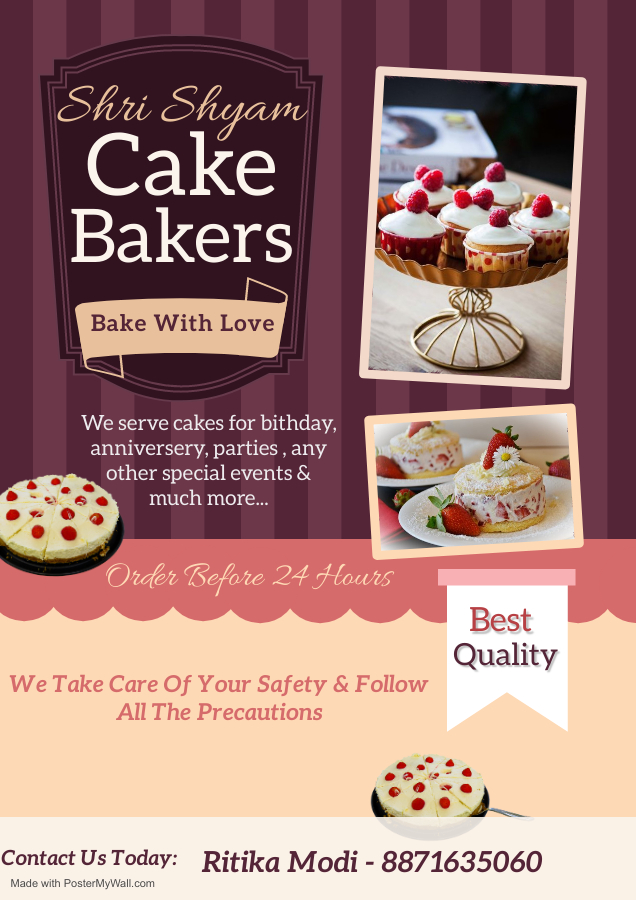 Shri Shyam
Cake
Bakers
Bake With Love
We serve cakes for bithday,
anniversery, parties , any
other special events &
much more...
Order Before 24 Hours
Best
Quality
We Take Care Of Your Safety & Follow
All The Precautions
Contact Us Today:
Ritika Modi - 8871635060
Made with PosterMyWall.com